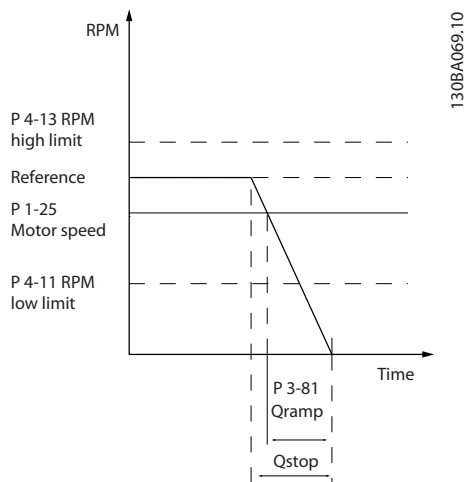 RPM
130BA069.10
P 4-13 RPM
high limit
Reference
P 1-25
Motor speed
P 4-11 RPM
low limit
Time
P 3-81
Qramp
Qstop